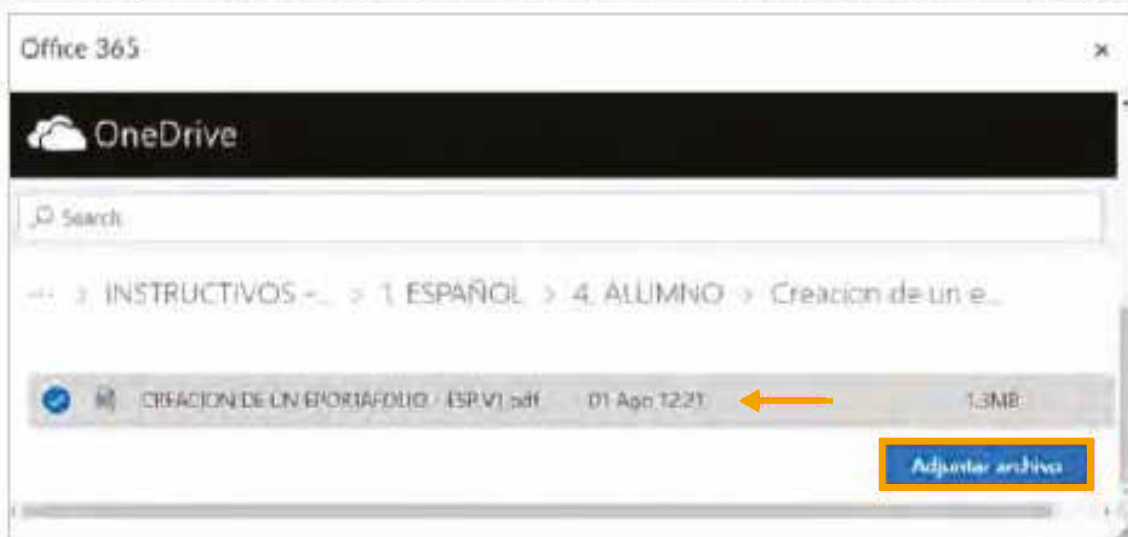 Office 365
×
OneDrive
Search
... > INSTRUCTIVOS -... > 1. ESPAÑOL > 4. ALUMNO > Creacion de un e...
CREACION DE UN EPORTAFOLIO - ESP.V1.pdf 01 Ago 12:21 1.3MB
Adjuntar archivo